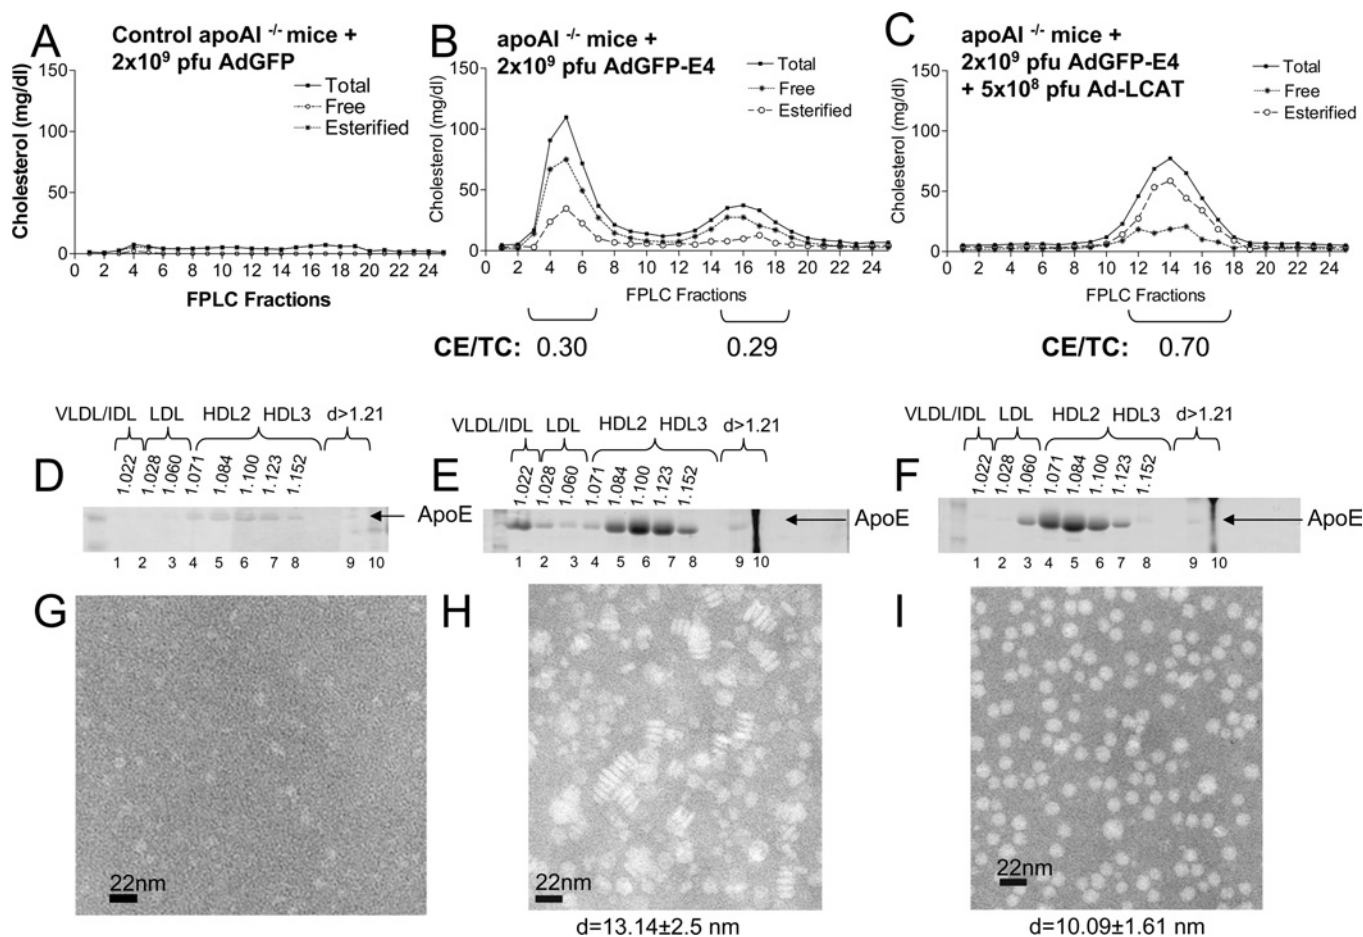 A
Control apoAI -/- mice +
2x10⁹ pfu AdGFP
150
100
50
0
Cholesterol (mg/dl)
Total
Free
Esterified
0 2 4 6 8 10 12 14 16 18 20 22 24
FPLC Fractions
B
apoAI -/- mice +
2x10⁹ pfu AdGFP-E4
150
100
50
0
Cholesterol (mg/dl)
Total
Free
Esterified
0 2 4 6 8 10 12 14 16 18 20 22 24
FPLC Fractions
CE/TC: 0.30 0.29
C
apoAI -/- mice +
2x10⁹ pfu AdGFP-E4
+ 5x10⁸ pfu Ad-LCAT
150
100
50
0
Cholesterol (mg/dl)
Total
Free
Esterified
0 2 4 6 8 10 12 14 16 18 20 22 24
FPLC Fractions
CE/TC: 0.70
D
VLDL/IDL LDL HDL2 HDL3 d>1.21
1.022 1.028 1.060 1.071 1.084 1.100 1.123 1.152
ApoE
1 2 3 4 5 6 7 8 9 10
E
VLDL/IDL LDL HDL2 HDL3 d>1.21
1.022 1.028 1.060 1.071 1.084 1.100 1.123 1.152
ApoE
1 2 3 4 5 6 7 8 9 10
F
VLDL/IDL LDL HDL2 HDL3 d>1.21
1.022 1.028 1.060 1.071 1.084 1.100 1.123 1.152
ApoE
1 2 3 4 5 6 7 8 9 10
G
22nm
H
22nm
d=13.14±2.5 nm
I
22nm
d=10.09±1.61 nm